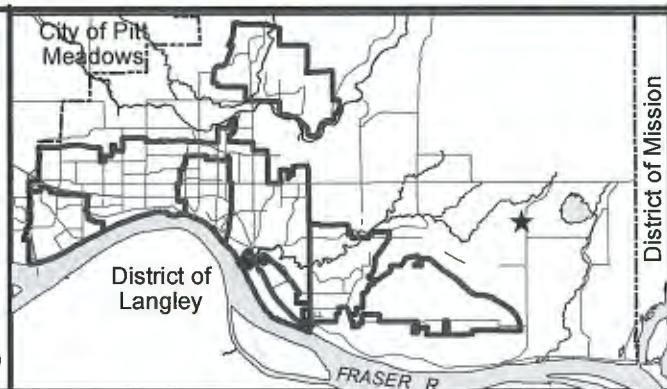 City of Pitt
Meadows
District of Mission
District of
Langley
FRASER R.